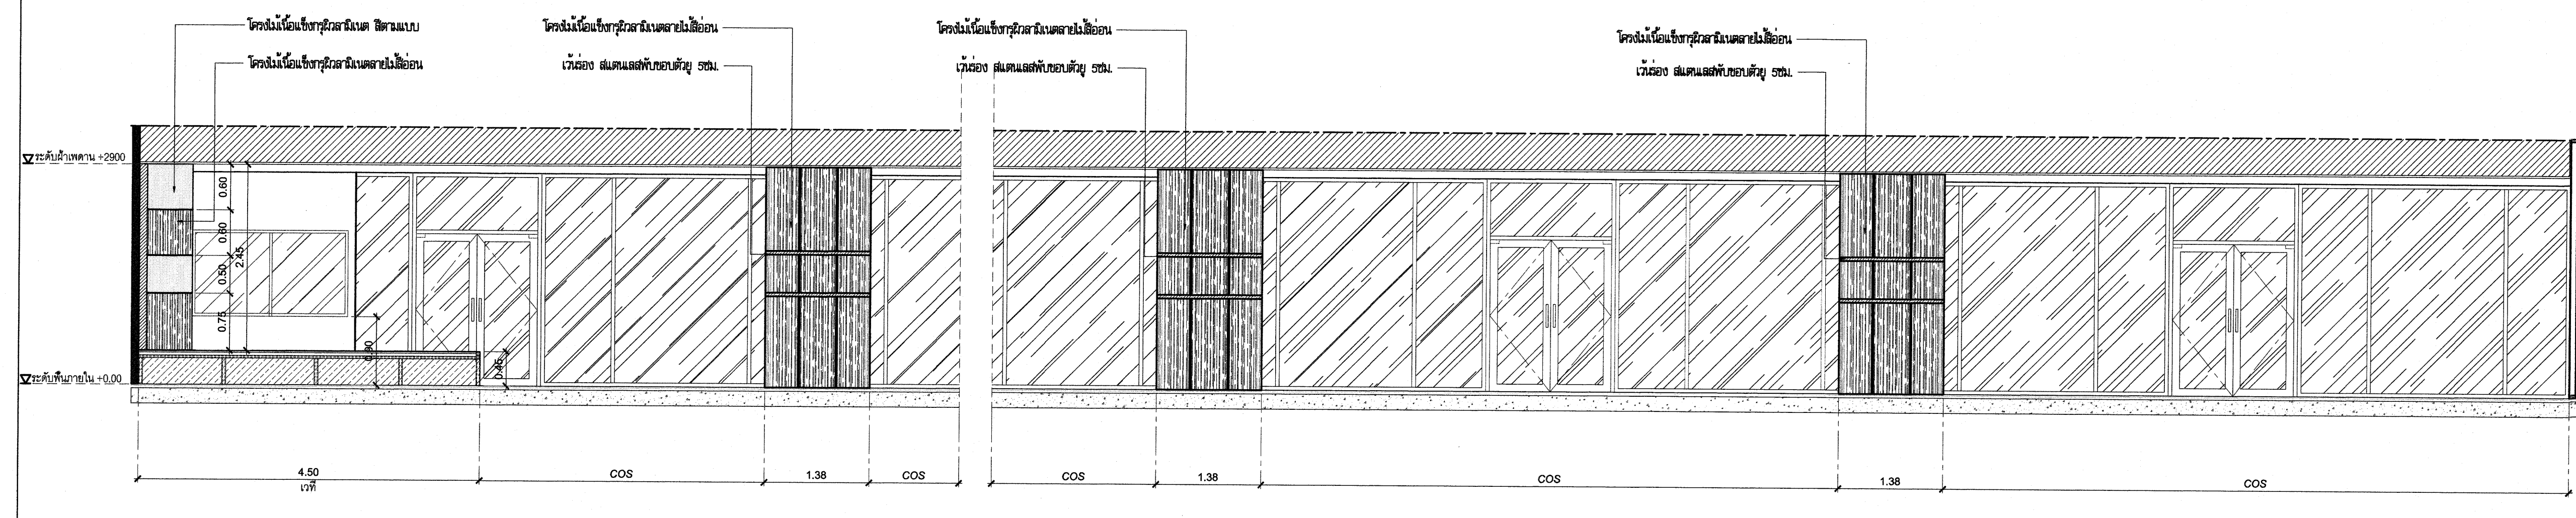 โครงไม้เนื้อแข็งกรุผิวลามิเนต สีตามแบบ
โครงไม้เนื้อแข็งกรุผิวลามิเนตลายไม้สีอ่อน
โครงไม้เนื้อแข็งกรุผิวลามิเนตลายไม้สีอ่อน
เว้นร่อง สแตนเลสพับขอบตัวยู 5ซม.
โครงไม้เนื้อแข็งกรุผิวลามิเนตลายไม้สีอ่อน
เว้นร่อง สแตนเลสพับขอบตัวยู 5ซม.
โครงไม้เนื้อแข็งกรุผิวลามิเนตลายไม้สีอ่อน
เว้นร่อง สแตนเลสพับขอบตัวยู 5ซม.
ระดับฝ้าเพดาน +2900
0.60
0.60
2.45
0.50
0.75
0.90
0.45
ระดับพื้นภายใน +0.00
4.50
เวที
COS
1.38
COS
COS
1.38
COS
1.38
COS